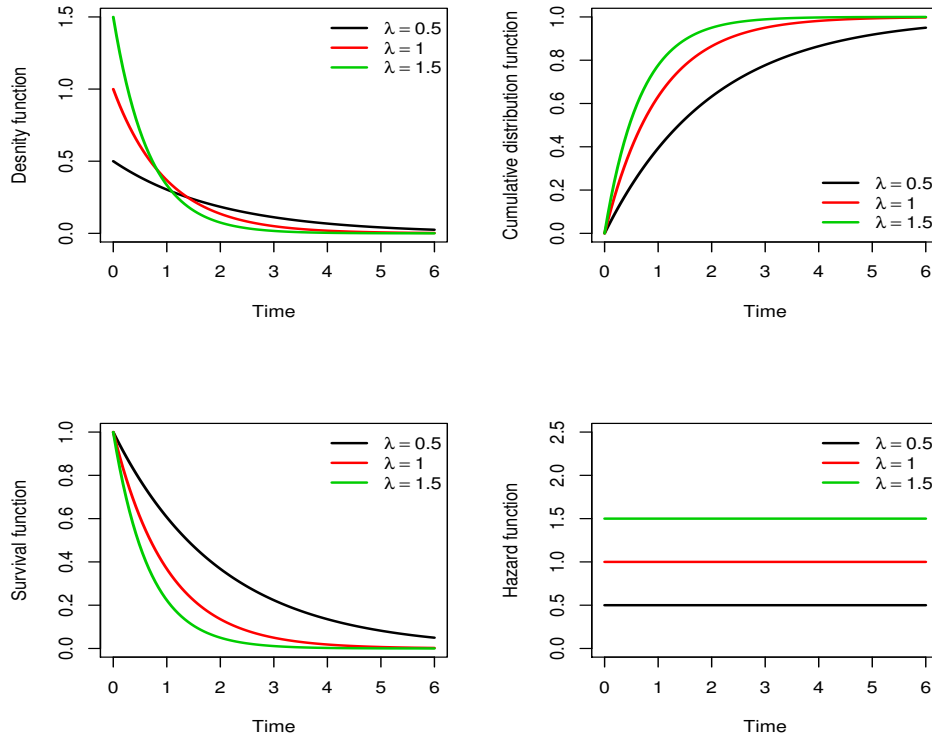 Desnity function
1.5
1.0
0.5
0.0
λ = 0.5
λ = 1
λ = 1.5
0 1 2 3 4 5 6
Time
Cumulative distribution function
1.0
0.8
0.6
0.4
0.2
0.0
λ = 0.5
λ = 1
λ = 1.5
0 1 2 3 4 5 6
Time
Survival function
1.0
0.8
0.6
0.4
0.2
0.0
λ = 0.5
λ = 1
λ = 1.5
0 1 2 3 4 5 6
Time
Hazard function
2.5
2.0
1.5
1.0
0.5
0.0
λ = 0.5
λ = 1
λ = 1.5
0 1 2 3 4 5 6
Time